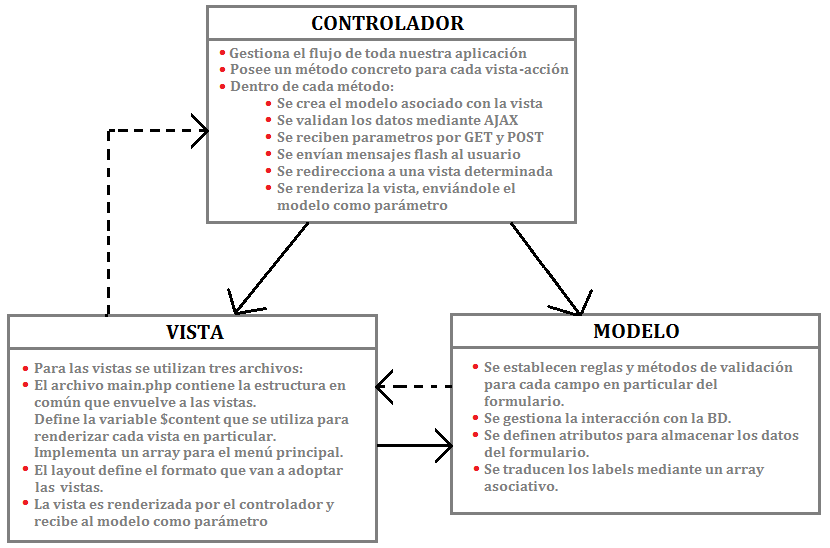 CONTROLADOR
• Gestiona el flujo de toda nuestra aplicación
• Posee un método concreto para cada vista-acción
• Dentro de cada método:
• Se crea el modelo asociado con la vista
• Se validan los datos mediante AJAX
• Se reciben parametros por GET y POST
• Se envían mensajes flash al usuario
• Se redirecciona a una vista determinada
• Se renderiza la vista, enviándole el
modelo como parámetro
VISTA
• Para las vistas se utilizan tres archivos:
• El archivo main.php contiene la estructura en
común que envuelve a las vistas.
Define la variable $content que se utiliza para
renderizar cada vista en particular.
Implementa un array para el menú principal.
• El layout define el formato que van a adoptar
las vistas.
• La vista es renderizada por el controlador y
recibe al modelo como parámetro
MODELO
• Se establecen reglas y métodos de validación
para cada campo en particular del
formulario.
• Se gestiona la interacción con la BD.
• Se definen atributos para almacenar los datos
del formulario.
• Se traducen los labels mediante un array
asociativo.